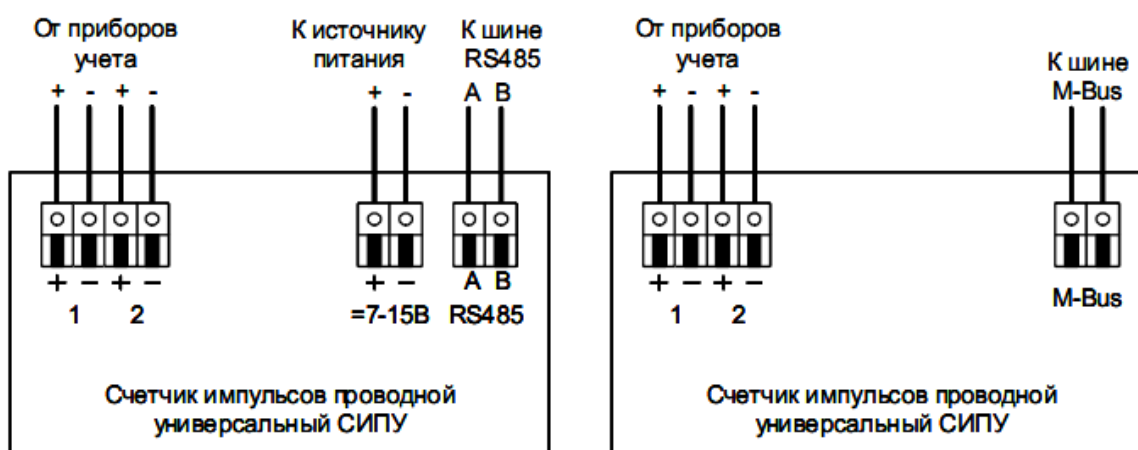 От приборов
учета
+ - + -
К источнику
питания
+ -
К шине
RS485
A B
+ − + −
1 2
+ −
=7-15В
A B
RS485
Счетчик импульсов проводной
универсальный СИПУ
От приборов
учета
+ - + -
К шине
M-Bus
+ − + −
1 2
M-Bus
Счетчик импульсов проводной
универсальный СИПУ